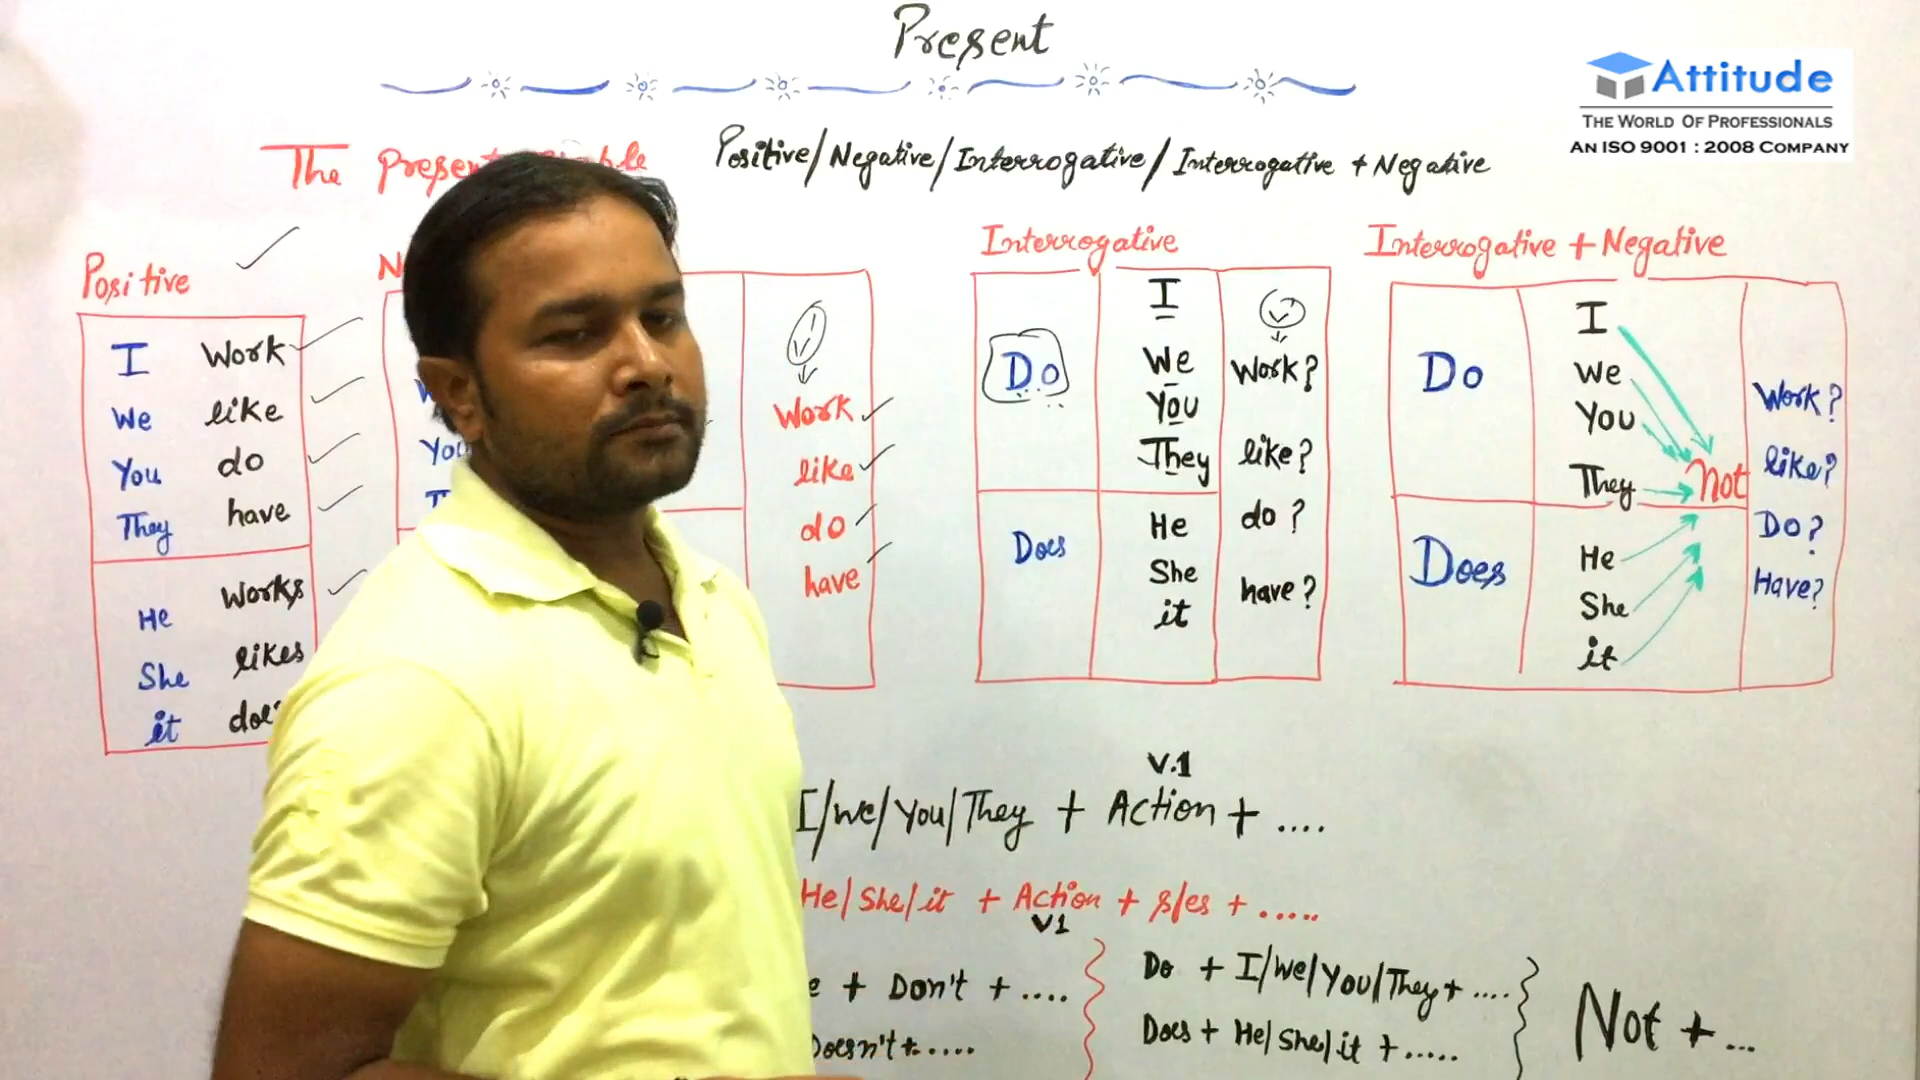 Present
Attitude
THE WORLD OF PROFESSIONALS
AN ISO 9001 : 2008 COMPANY
The Present
Positive/Negative/Interrogative/Interrogative + Negative
Positive
I Work
We like
You do
They have
He Works
She likes
it
You
Work
like
do
have
Interrogative
Do
I
We
You
They
Does
He
She
it
Work?
like?
do?
have?
Interrogative + Negative
Do
I
We
You
They
Not
Does
He
She
it
Work?
like?
Do?
Have?
V.1
I/We/You/They + Action + ....
He/She/it + Action + s/es + .....
V1
+ Don't + ....
Doesn't + .....
Do + I/We/You/They + ....
Does + He/She/it + .....
Not + ...